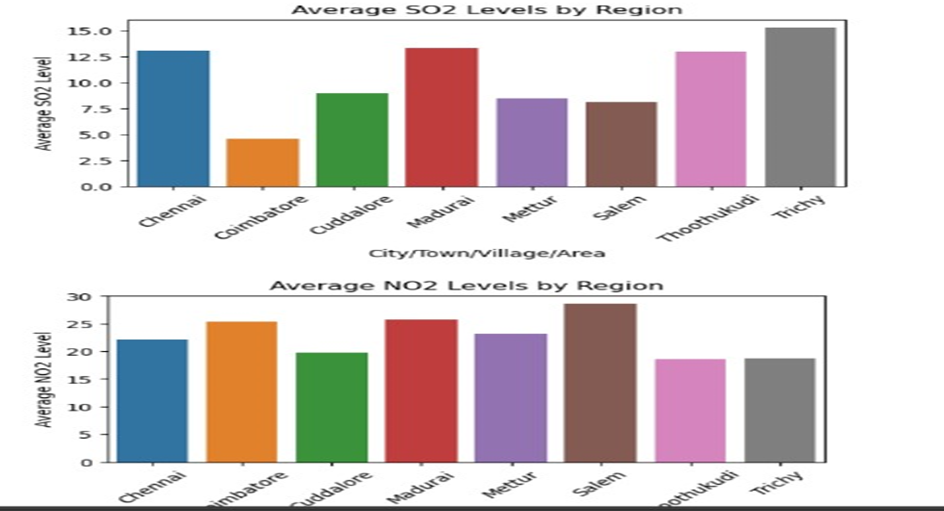 Average SO2 Levels by Region
Average SO2 Level
15.0
12.5
10.0
7.5
5.0
2.5
0.0
Chennai Coimbatore Cuddalore Madurai Mettur Salem Thoothukudi Trichy
City/Town/Village/Area
Average NO2 Levels by Region
Average NO2 Level
30
25
20
15
10
5
0
Chennai oimbatore Cuddalore Madurai Mettur Salem oothukudi Trichy